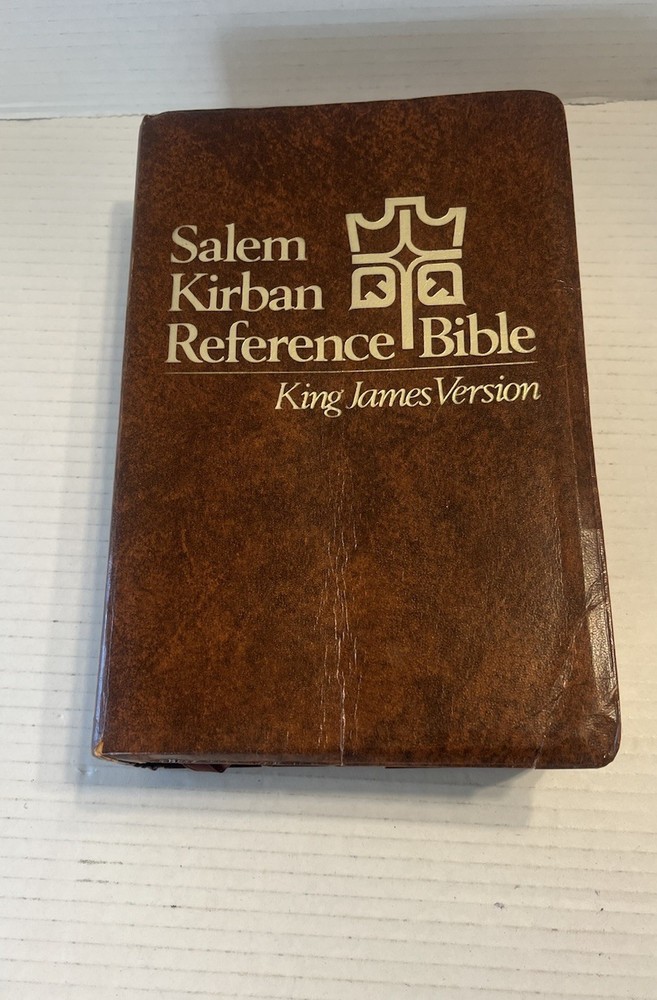 Salem
Kirban
Reference Bible
King James Version